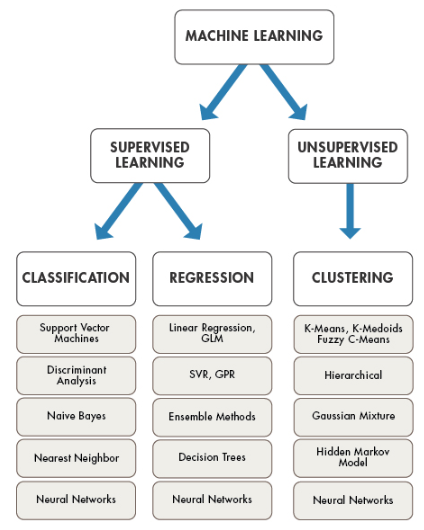 MACHINE LEARNING
SUPERVISED
LEARNING
UNSUPERVISED
LEARNING
CLASSIFICATION
Support Vector
Machines
Discriminant
Analysis
Naive Bayes
Nearest Neighbor
Neural Networks
REGRESSION
Linear Regression,
GLM
SVR, GPR
Ensemble Methods
Decision Trees
Neural Networks
CLUSTERING
K-Means, K-Medoids
Fuzzy C-Means
Hierarchical
Gaussian Mixture
Hidden Markov
Model
Neural Networks